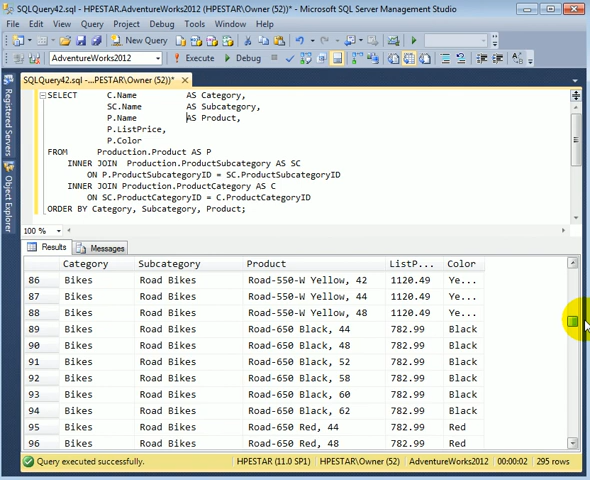 SQLQuery42.sql - HPESTAR.AdventureWorks2012 (HPESTAR\Owner (52))* - Microsoft SQL Server Management Studio
File Edit View Query Project Debug Tools Window Help
New Query
AdventureWorks2012 Execute Debug
SQLQuery42.sql -...PESTAR\Owner (52))*
Registered Servers
Object Explorer
SELECT C.Name AS Category,
SC.Name AS Subcategory,
P.Name AS Product,
P.ListPrice,
P.Color
FROM Production.Product AS P
INNER JOIN Production.ProductSubcategory AS SC
ON P.ProductSubcategoryID = SC.ProductSubcategoryID
INNER JOIN Production.ProductCategory AS C
ON SC.ProductCategoryID = C.ProductCategoryID
ORDER BY Category, Subcategory, Product;
100 %
Results Messages
Category Subcategory Product ListP... Color
86 Bikes Road Bikes Road-550-W Yellow, 42 1120.49 Ye...
87 Bikes Road Bikes Road-550-W Yellow, 44 1120.49 Ye...
88 Bikes Road Bikes Road-550-W Yellow, 48 1120.49 Ye...
89 Bikes Road Bikes Road-650 Black, 44 782.99 Black
90 Bikes Road Bikes Road-650 Black, 48 782.99 Black
91 Bikes Road Bikes Road-650 Black, 52 782.99 Black
92 Bikes Road Bikes Road-650 Black, 58 782.99 Black
93 Bikes Road Bikes Road-650 Black, 60 782.99 Black
94 Bikes Road Bikes Road-650 Black, 62 782.99 Black
95 Bikes Road Bikes Road-650 Red, 44 782.99 Red
96 Bikes Road Bikes Road-650 Red, 48 782.99 Red
Query executed successfully. HPESTAR (11.0 SP1) HPESTAR\Owner (52) AdventureWorks2012 00:00:02 295 rows